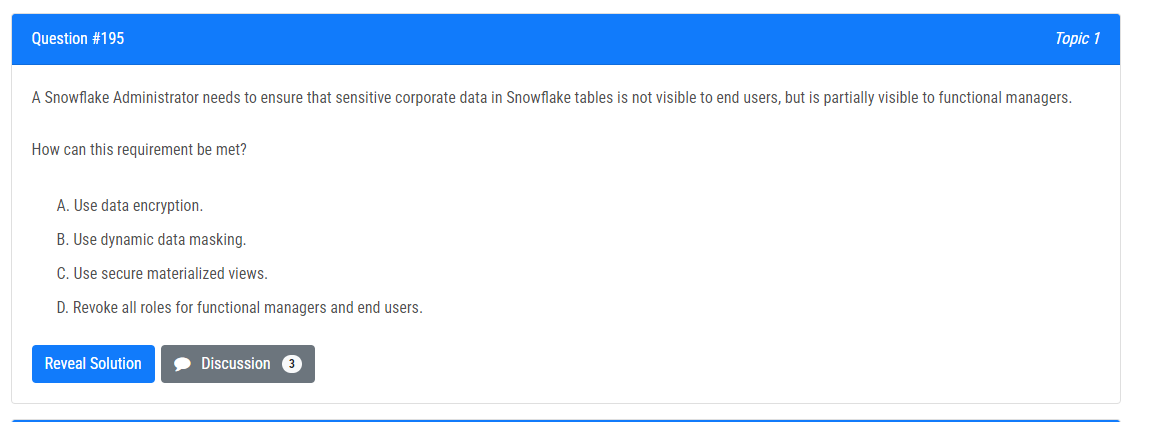 Question #195
Topic 1
A Snowflake Administrator needs to ensure that sensitive corporate data in Snowflake tables is not visible to end users, but is partially visible to functional managers.
How can this requirement be met?
A. Use data encryption.
B. Use dynamic data masking.
C. Use secure materialized views.
D. Revoke all roles for functional managers and end users.
Reveal Solution
Discussion 3